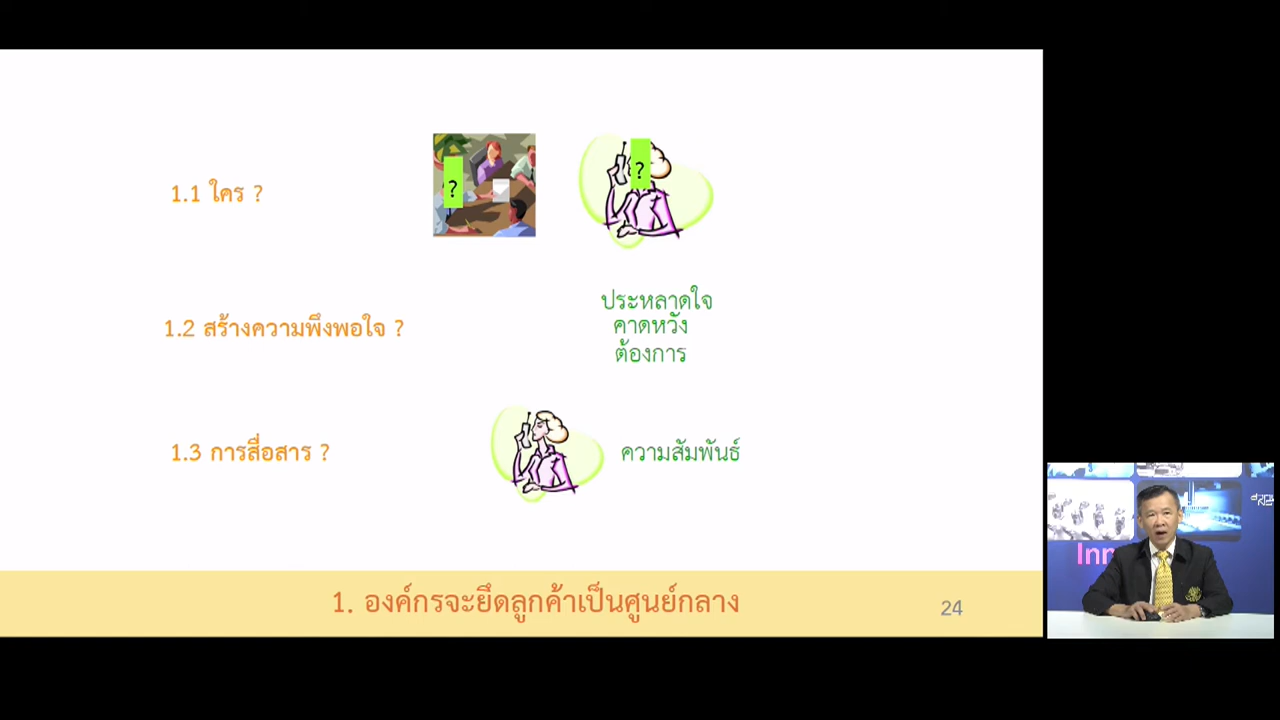 1.1 ใคร ?
?
?
1.2 สร้างความพึงพอใจ ?
ประหลาดใจ
คาดหวัง
ต้องการ
1.3 การสื่อสาร ?
ความสัมพันธ์
1. องค์กรจะยึดลูกค้าเป็นศูนย์กลาง
24